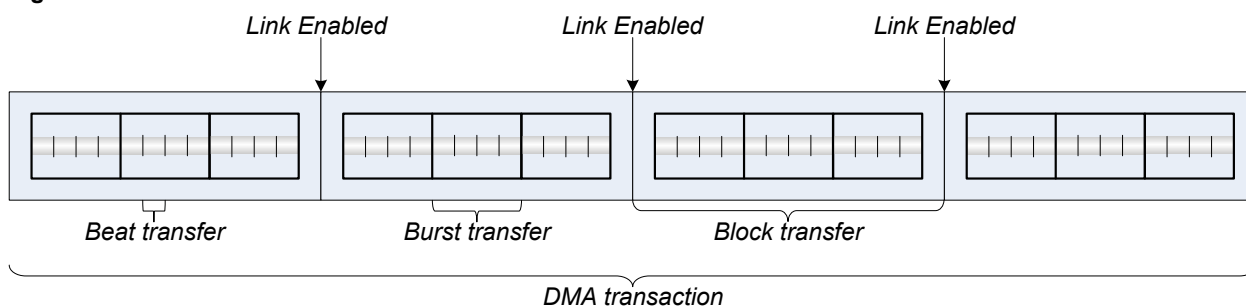 Link Enabled
Link Enabled
Link Enabled
Beat transfer
Burst transfer
Block transfer
DMA transaction